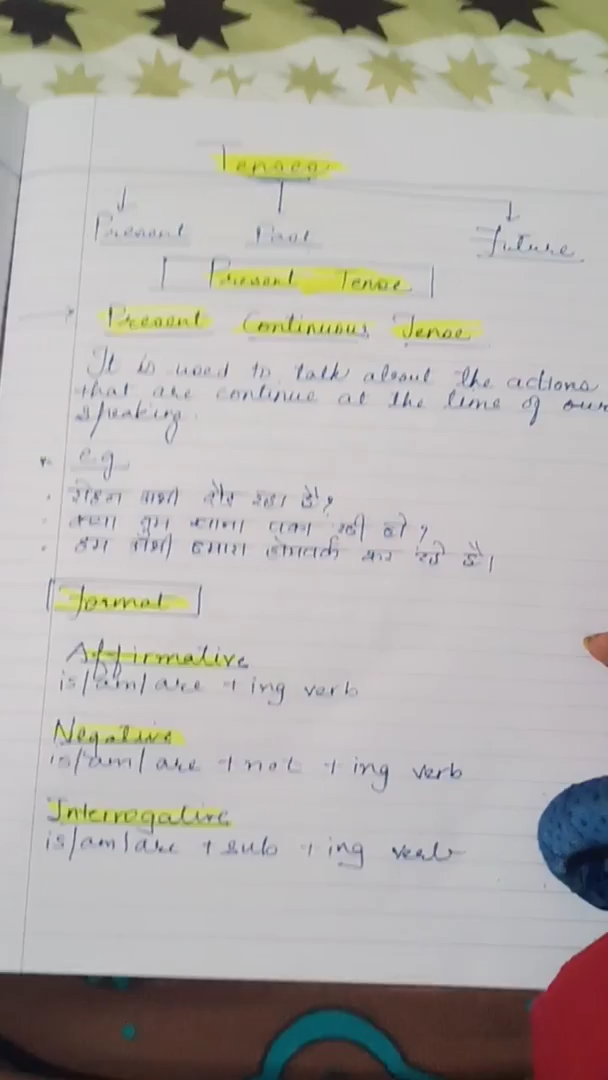 Tenses
Present Past Future
Present Tense
Present Continuous Tense
It is used to talk about the actions
that are continue at the time of our
speaking.
e.g
रोहन अभी दौड़ रहा है?
क्या तुम खाना पका रही हो?
हम अभी हमारा होमवर्क कर रहे है।
Format
Affirmative
is/am/are + ing verb
Negative
is/am/are + not + ing verb
Interrogative
is/am/are + sub + ing verb